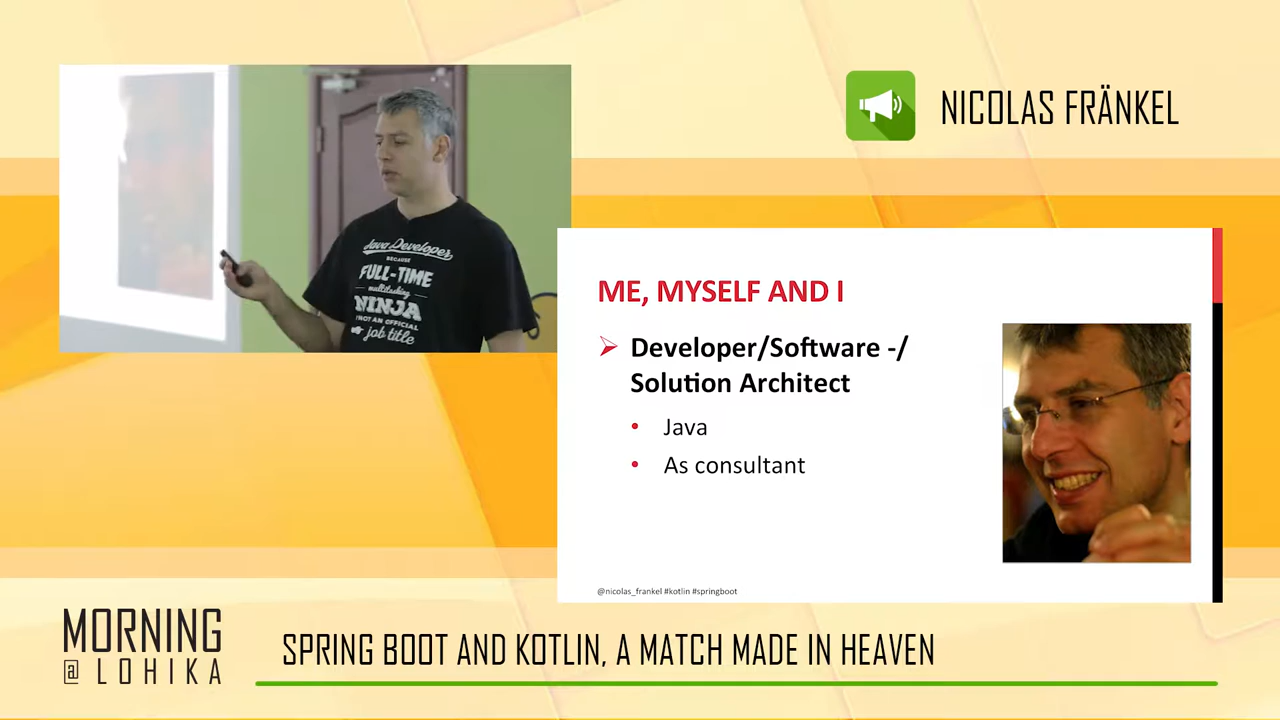 NICOLAS FRÄNKEL
Java Developer
BECAUSE
FULL-TIME
multitasking
NINJA
NOT AN OFFICIAL
job title
ME, MYSELF AND I
Developer/Software -/
Solution Architect
Java
As consultant
@nicolas_frankel #kotlin #springboot
MORNING
@ LOHIKA
SPRING BOOT AND KOTLIN, A MATCH MADE IN HEAVEN